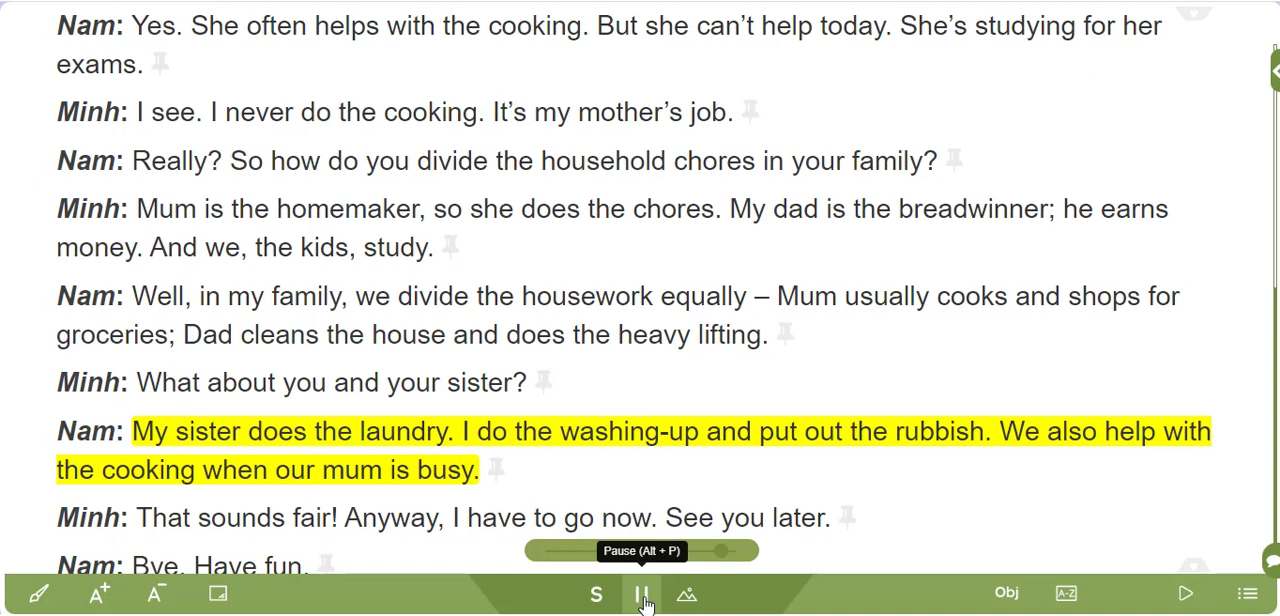 Nam: Yes. She often helps with the cooking. But she can’t help today. She’s studying for her
exams.
Minh: I see. I never do the cooking. It’s my mother’s job.
Nam: Really? So how do you divide the household chores in your family?
Minh: Mum is the homemaker, so she does the chores. My dad is the breadwinner; he earns
money. And we, the kids, study.
Nam: Well, in my family, we divide the housework equally – Mum usually cooks and shops for
groceries; Dad cleans the house and does the heavy lifting.
Minh: What about you and your sister?
Nam: My sister does the laundry. I do the washing-up and put out the rubbish. We also help with
the cooking when our mum is busy.
Minh: That sounds fair! Anyway, I have to go now. See you later.
Nam: Bye. Have fun.
Pause (Alt + P)
A+ A- S Obj A-Z